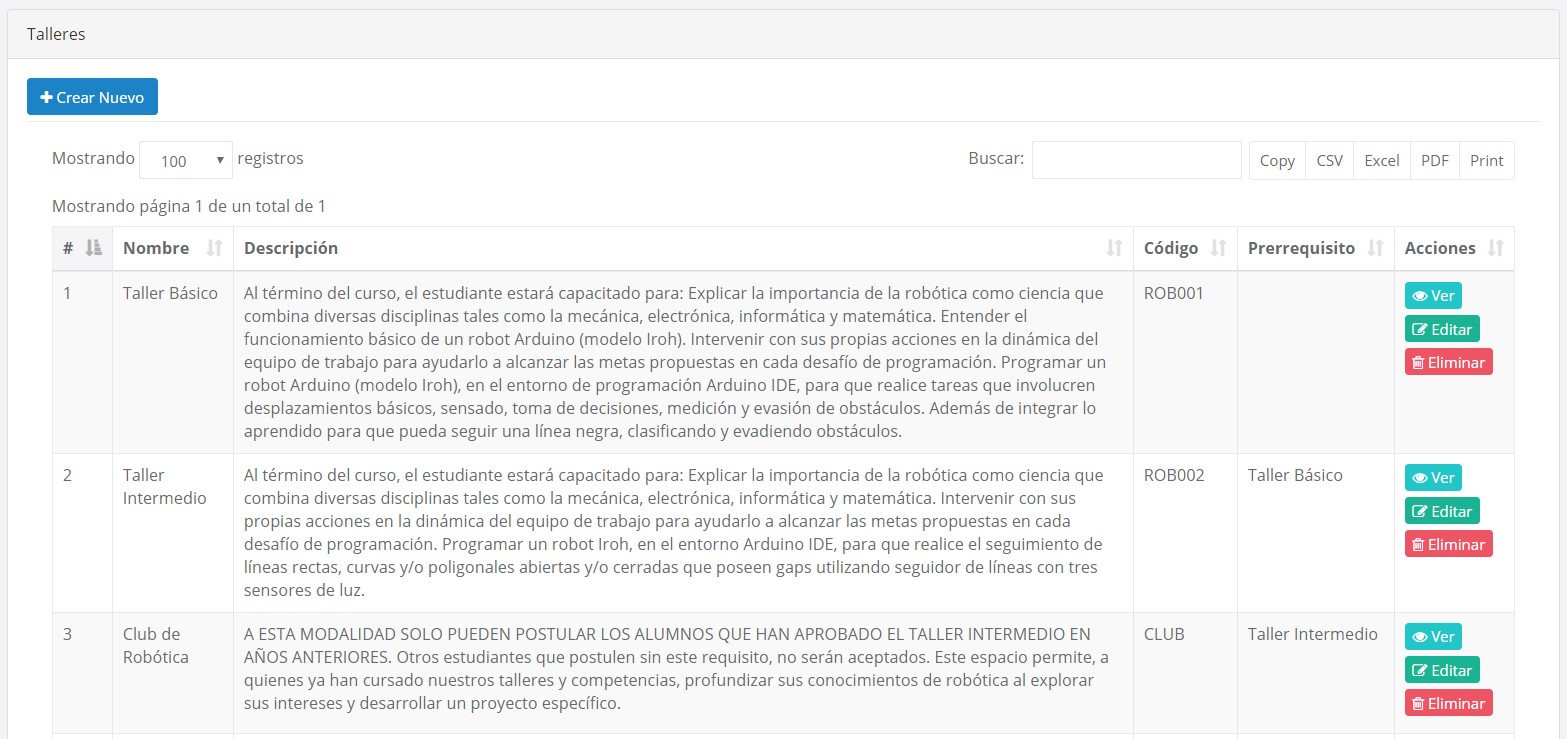 Talleres
Crear Nuevo
Mostrando 100 registros
Buscar:
Copy CSV Excel PDF Print
Mostrando página 1 de un total de 1
# Nombre Descripción Código Prerrequisito Acciones
1
Taller Básico
Al término del curso, el estudiante estará capacitado para: Explicar la importancia de la robótica como ciencia que
combina diversas disciplinas tales como la mecánica, electrónica, informática y matemática. Entender el
funcionamiento básico de un robot Arduino (modelo Iroh). Intervenir con sus propias acciones en la dinámica del
equipo de trabajo para ayudarlo a alcanzar las metas propuestas en cada desafío de programación. Programar un
robot Arduino (modelo Iroh), en el entorno de programación Arduino IDE, para que realice tareas que involucren
desplazamientos básicos, sensado, toma de decisiones, medición y evasión de obstáculos. Además de integrar lo
aprendido para que pueda seguir una línea negra, clasificando y evadiendo obstáculos.
ROB001
Ver
Editar
Eliminar
2
Taller
Intermedio
Al término del curso, el estudiante estará capacitado para: Explicar la importancia de la robótica como ciencia que
combina diversas disciplinas tales como la mecánica, electrónica, informática y matemática. Intervenir con sus
propias acciones en la dinámica del equipo de trabajo para ayudarlo a alcanzar las metas propuestas en cada
desafío de programación. Programar un robot Iroh, en el entorno Arduino IDE, para que realice el seguimiento de
líneas rectas, curvas y/o poligonales abiertas y/o cerradas que poseen gaps utilizando seguidor de líneas con tres
sensores de luz.
ROB002
Taller Básico
Ver
Editar
Eliminar
3
Club de
Robótica
A ESTA MODALIDAD SOLO PUEDEN POSTULAR LOS ALUMNOS QUE HAN APROBADO EL TALLER INTERMEDIO EN
AÑOS ANTERIORES. Otros estudiantes que postulen sin este requisito, no serán aceptados. Este espacio permite, a
quienes ya han cursado nuestros talleres y competencias, profundizar sus conocimientos de robótica al explorar
sus intereses y desarrollar un proyecto específico.
CLUB
Taller Intermedio
Ver
Editar
Eliminar